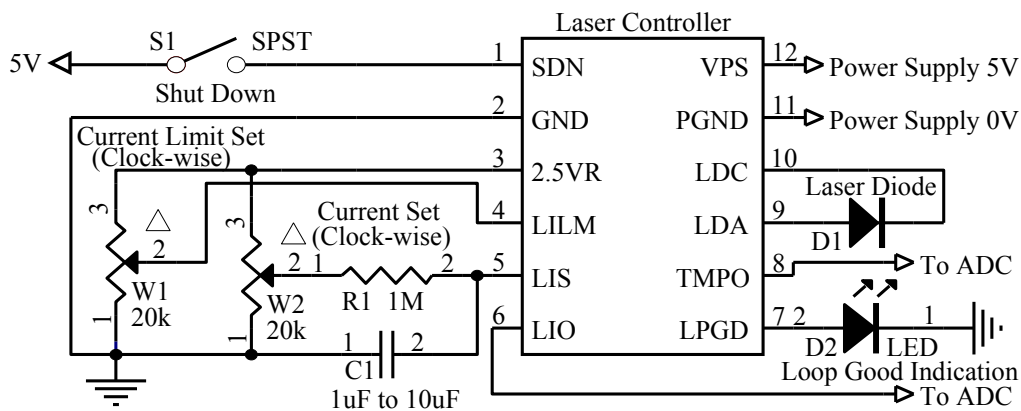 Laser Controller
5V
S1
SPST
Shut Down
1
SDN
VPS
12
Power Supply 5V
2
GND
PGND
11
Power Supply 0V
Current Limit Set
(Clock-wise)
3
2.5VR
LDC
10
Laser Diode
3
2
W1
20k
1
3
2
W2
20k
1
4
LILM
LDA
9
D1
Current Set
(Clock-wise)
1
2
R1 1M
5
LIS
TMPO
8
To ADC
6
LIO
LPGD
7
2
1
D2
LED
Loop Good Indication
1
2
C1
1uF to 10uF
To ADC